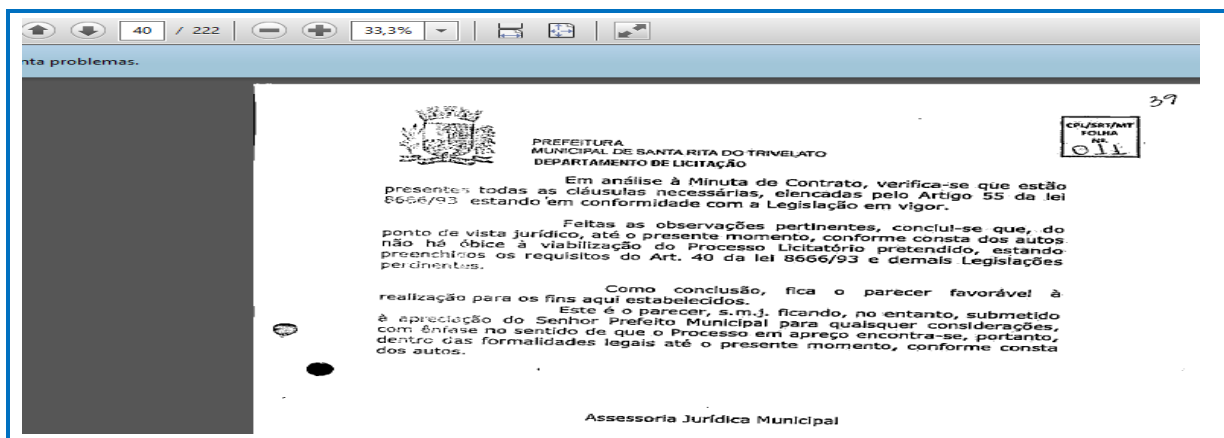 40 / 222
33,3%
nta problemas.
39
CPL/SRT/MT
FOLHA
NR.
011
PREFEITURA
MUNICIPAL DE SANTA RITA DO TRIVELATO
DEPARTAMENTO DE LICITAÇÃO
Em análise à Minuta de Contrato, verifica-se que estão
presentes todas as cláusulas necessárias, elencadas pelo Artigo 55 da lei
8666/93 estando em conformidade com a Legislação em vigor.
Feitas as observações pertinentes, conclui-se que, do
ponto de vista jurídico, até o presente momento, conforme consta dos autos
não há óbice à viabilização do Processo Licitatório pretendido, estando
preenchidos os requisitos do Art. 40 da lei 8666/93 e demais Legislações
percinentes.
Como conclusão, fica o parecer favorável à
realização para os fins aqui estabelecidos.
Este é o parecer, s.m.j. ficando, no entanto, submetido
à apreciação do Senhor Prefeito Municipal para quaisquer considerações,
com ênfase no sentido de que o Processo em apreço encontra-se, portanto,
dentro das formalidades legais até o presente momento, conforme consta
dos autos.
Assessoria Jurídica Municipal